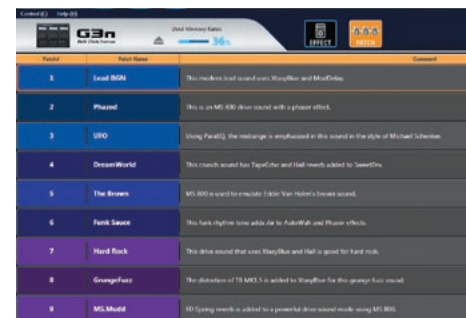 Control(C) Help(H)
G3n
Multi-Effects Processor
Used Memory Rates:
36%
EFFECT
PATCH
Patch# Patch Name Comment
1 Lead BGN This modern lead sound uses XtasyBlue and ModDelay.
2 Phazed This is an MS 800 drive sound with a phaser effect.
3 UFO Using ParaEQ, the midrange is emphasized in this sound in the style of Michael Schenker.
4 DreamWorld This crunch sound has TapeEcho and Hall reverb added to SweetDrv.
5 The Brown MS 800 is used to emulate Eddie Van Halen's brown sound.
6 Funk Sauce This funk rhythm tone adds Air to AutoWah and Phaser effects.
7 Hard Rock This drive sound that uses XtasyBlue and Hall is good for hard rock.
8 GrungeFuzz The distortion of TB MK1.5 is added to XtasyBlue for this grunge fuzz sound.
9 MS.Mudd FD Spring reverb is added to a powerful drive sound made using MS 800.